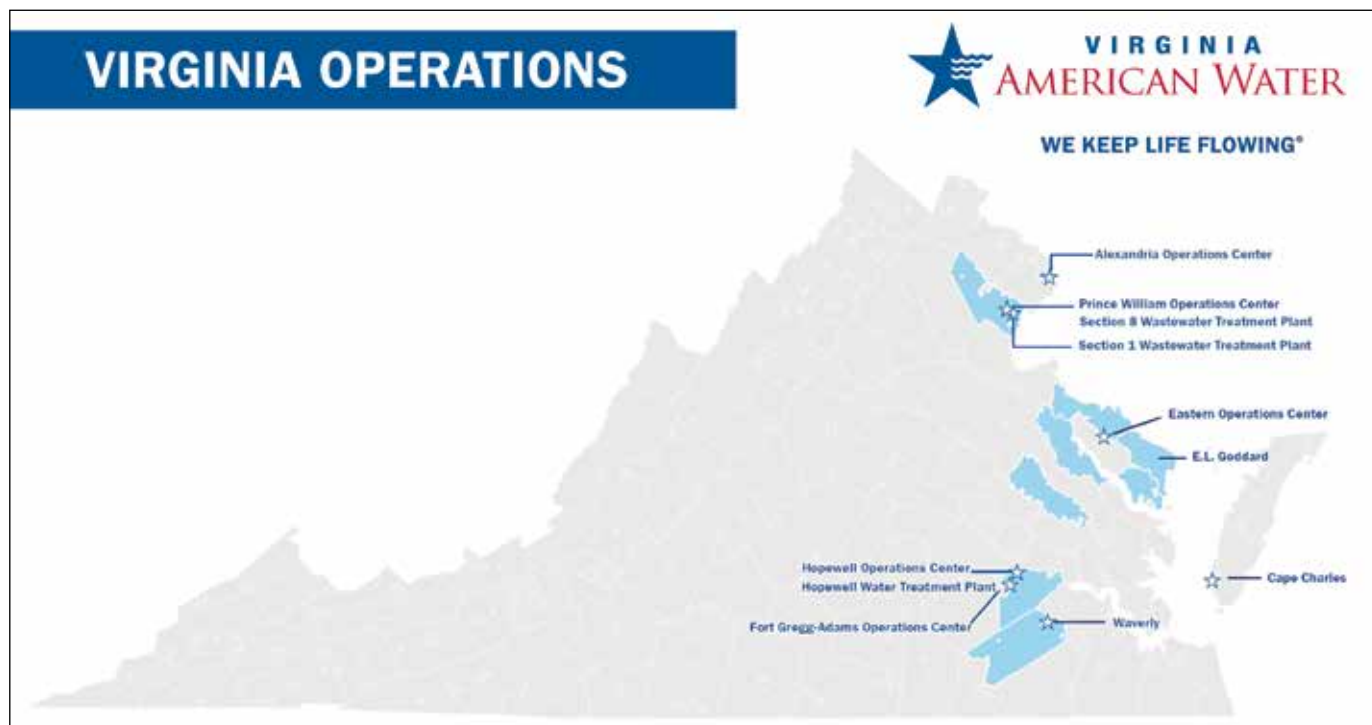 VIRGINIA OPERATIONS
VIRGINIA
AMERICAN WATER
WE KEEP LIFE FLOWING®
Alexandria Operations Center
Prince William Operations Center
Section 8 Wastewater Treatment Plant
Section 1 Wastewater Treatment Plant
Eastern Operations Center
E.L. Goddard
Hopewell Operations Center
Hopewell Water Treatment Plant
Cape Charles
Fort Gregg-Adams Operations Center
Waverly